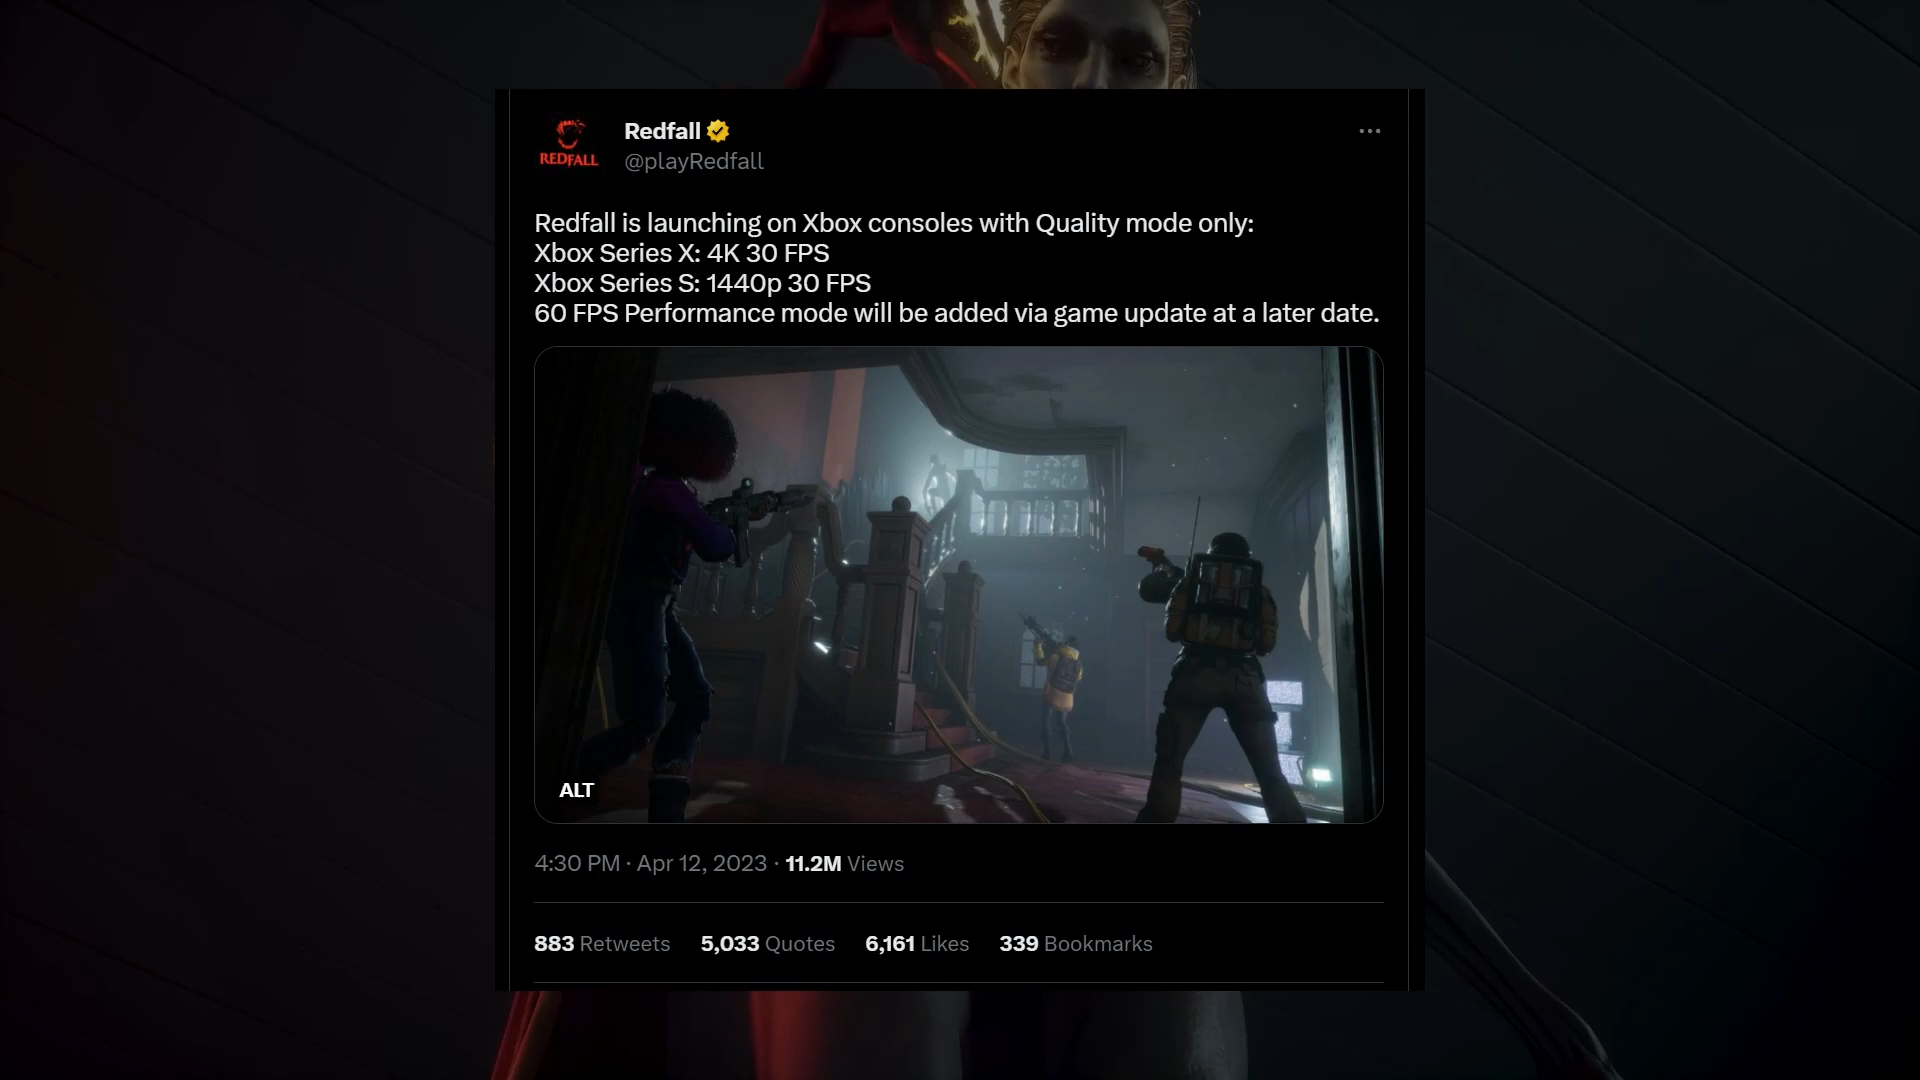 REDFALL
Redfall
@playRedfall
Redfall is launching on Xbox consoles with Quality mode only:
Xbox Series X: 4K 30 FPS
Xbox Series S: 1440p 30 FPS
60 FPS Performance mode will be added via game update at a later date.
ALT
4:30 PM · Apr 12, 2023 · 11.2M Views
883 Retweets 5,033 Quotes 6,161 Likes 339 Bookmarks